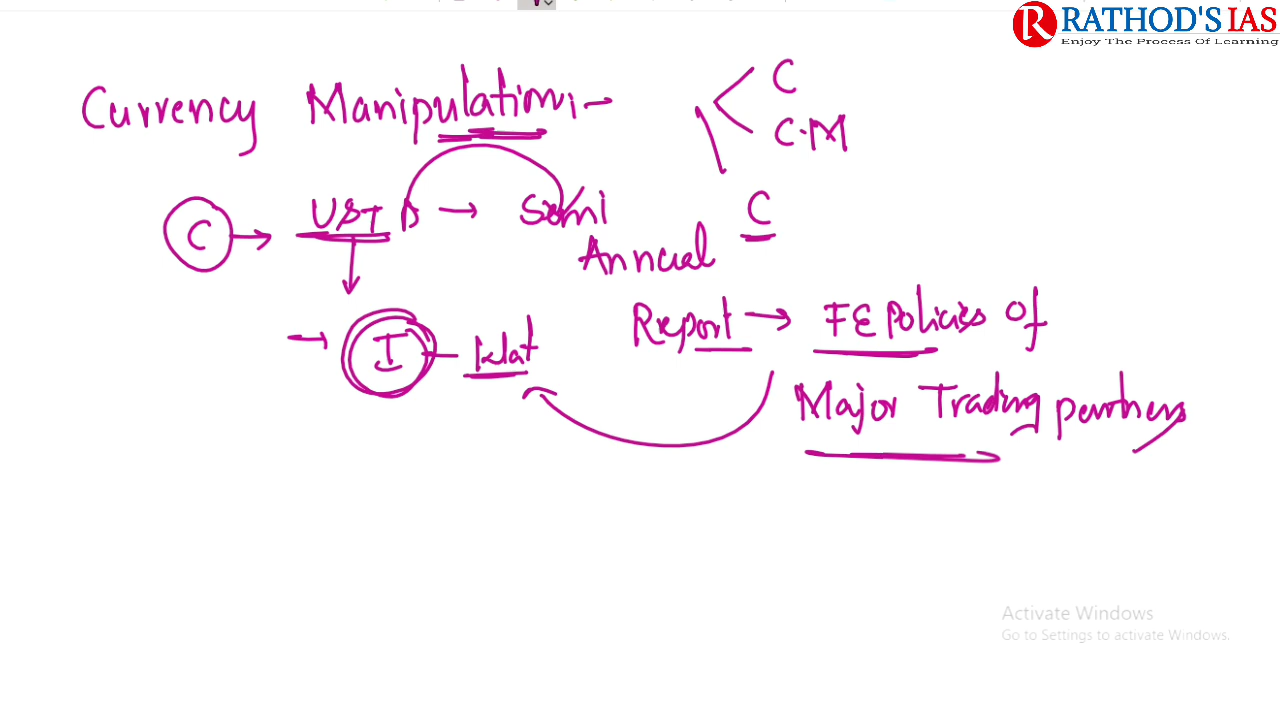 RATHOD'S IAS
Enjoy The Process Of Learning
Currency Manipulation:-
C
C.M
C → USTD → Semi
Annual
C
Report → FE Policies Of
→ I - Wat
Major Trading partners
Activate Windows
Go to Settings to activate Windows.